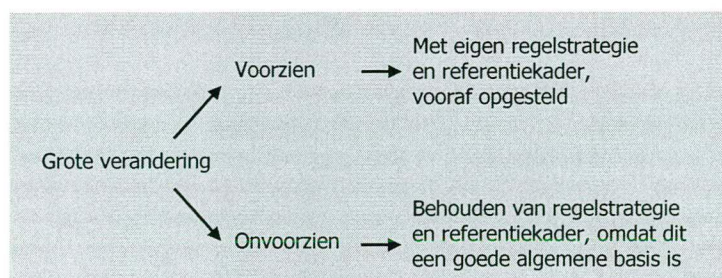 Voorzien
Met eigen regelstrategie
en referentiekader,
vooraf opgesteld
Grote verandering
Onvoorzien
Behouden van regelstrategie
en referentiekader, omdat dit
een goede algemene basis is